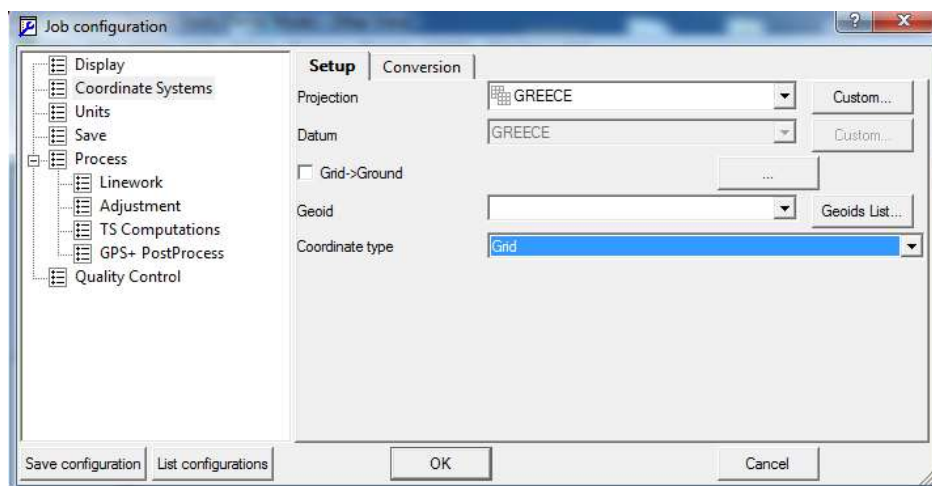 Job configuration
Display
Coordinate Systems
Units
Save
Process
Linework
Adjustment
TS Computations
GPS+ PostProcess
Quality Control
Setup
Conversion
Projection
GREECE
Custom...
Datum
GREECE
Custom...
Grid->Ground
...
Geoid
Geoids List...
Coordinate type
Grid
Save configuration
List configurations
OK
Cancel